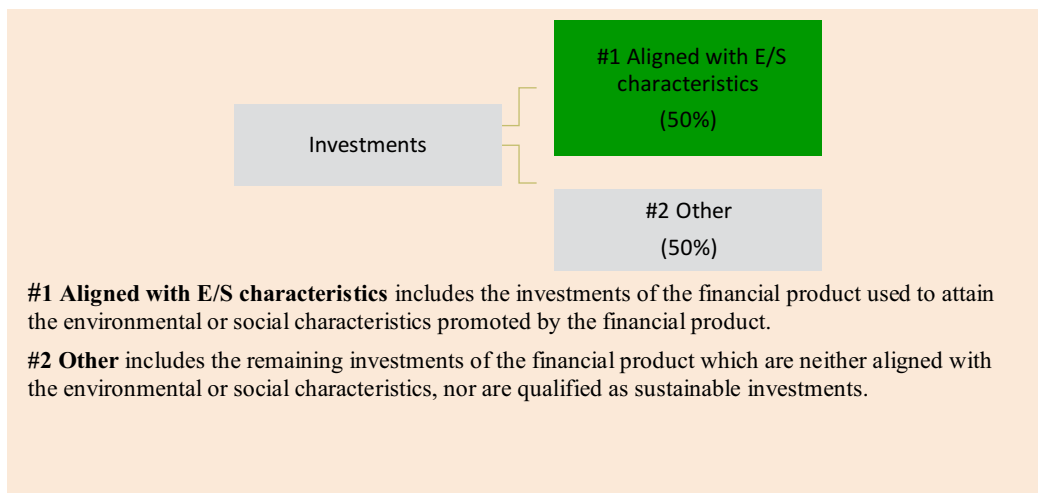 #1 Aligned with E/S
characteristics
(50%)
Investments
#2 Other
(50%)
#1 Aligned with E/S characteristics includes the investments of the financial product used to attain
the environmental or social characteristics promoted by the financial product.
#2 Other includes the remaining investments of the financial product which are neither aligned with
the environmental or social characteristics, nor are qualified as sustainable investments.